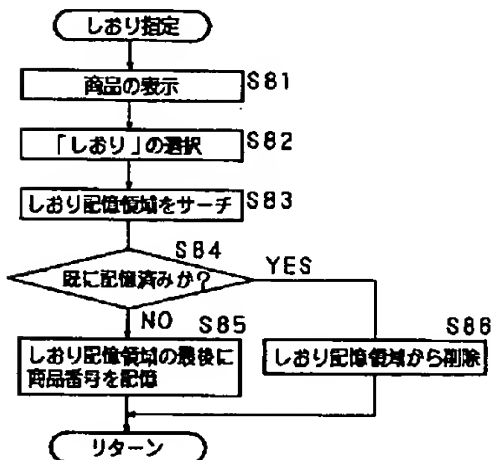 しおり指定
商品の表示
S81
「しおり」の選択
S82
しおり記憶領域をサーチ
S83
S84
既に記憶済みか?
YES
NO
S85
S86
しおり記憶領域の最後に
商品番号を記憶
しおり記憶領域から削除
リターン